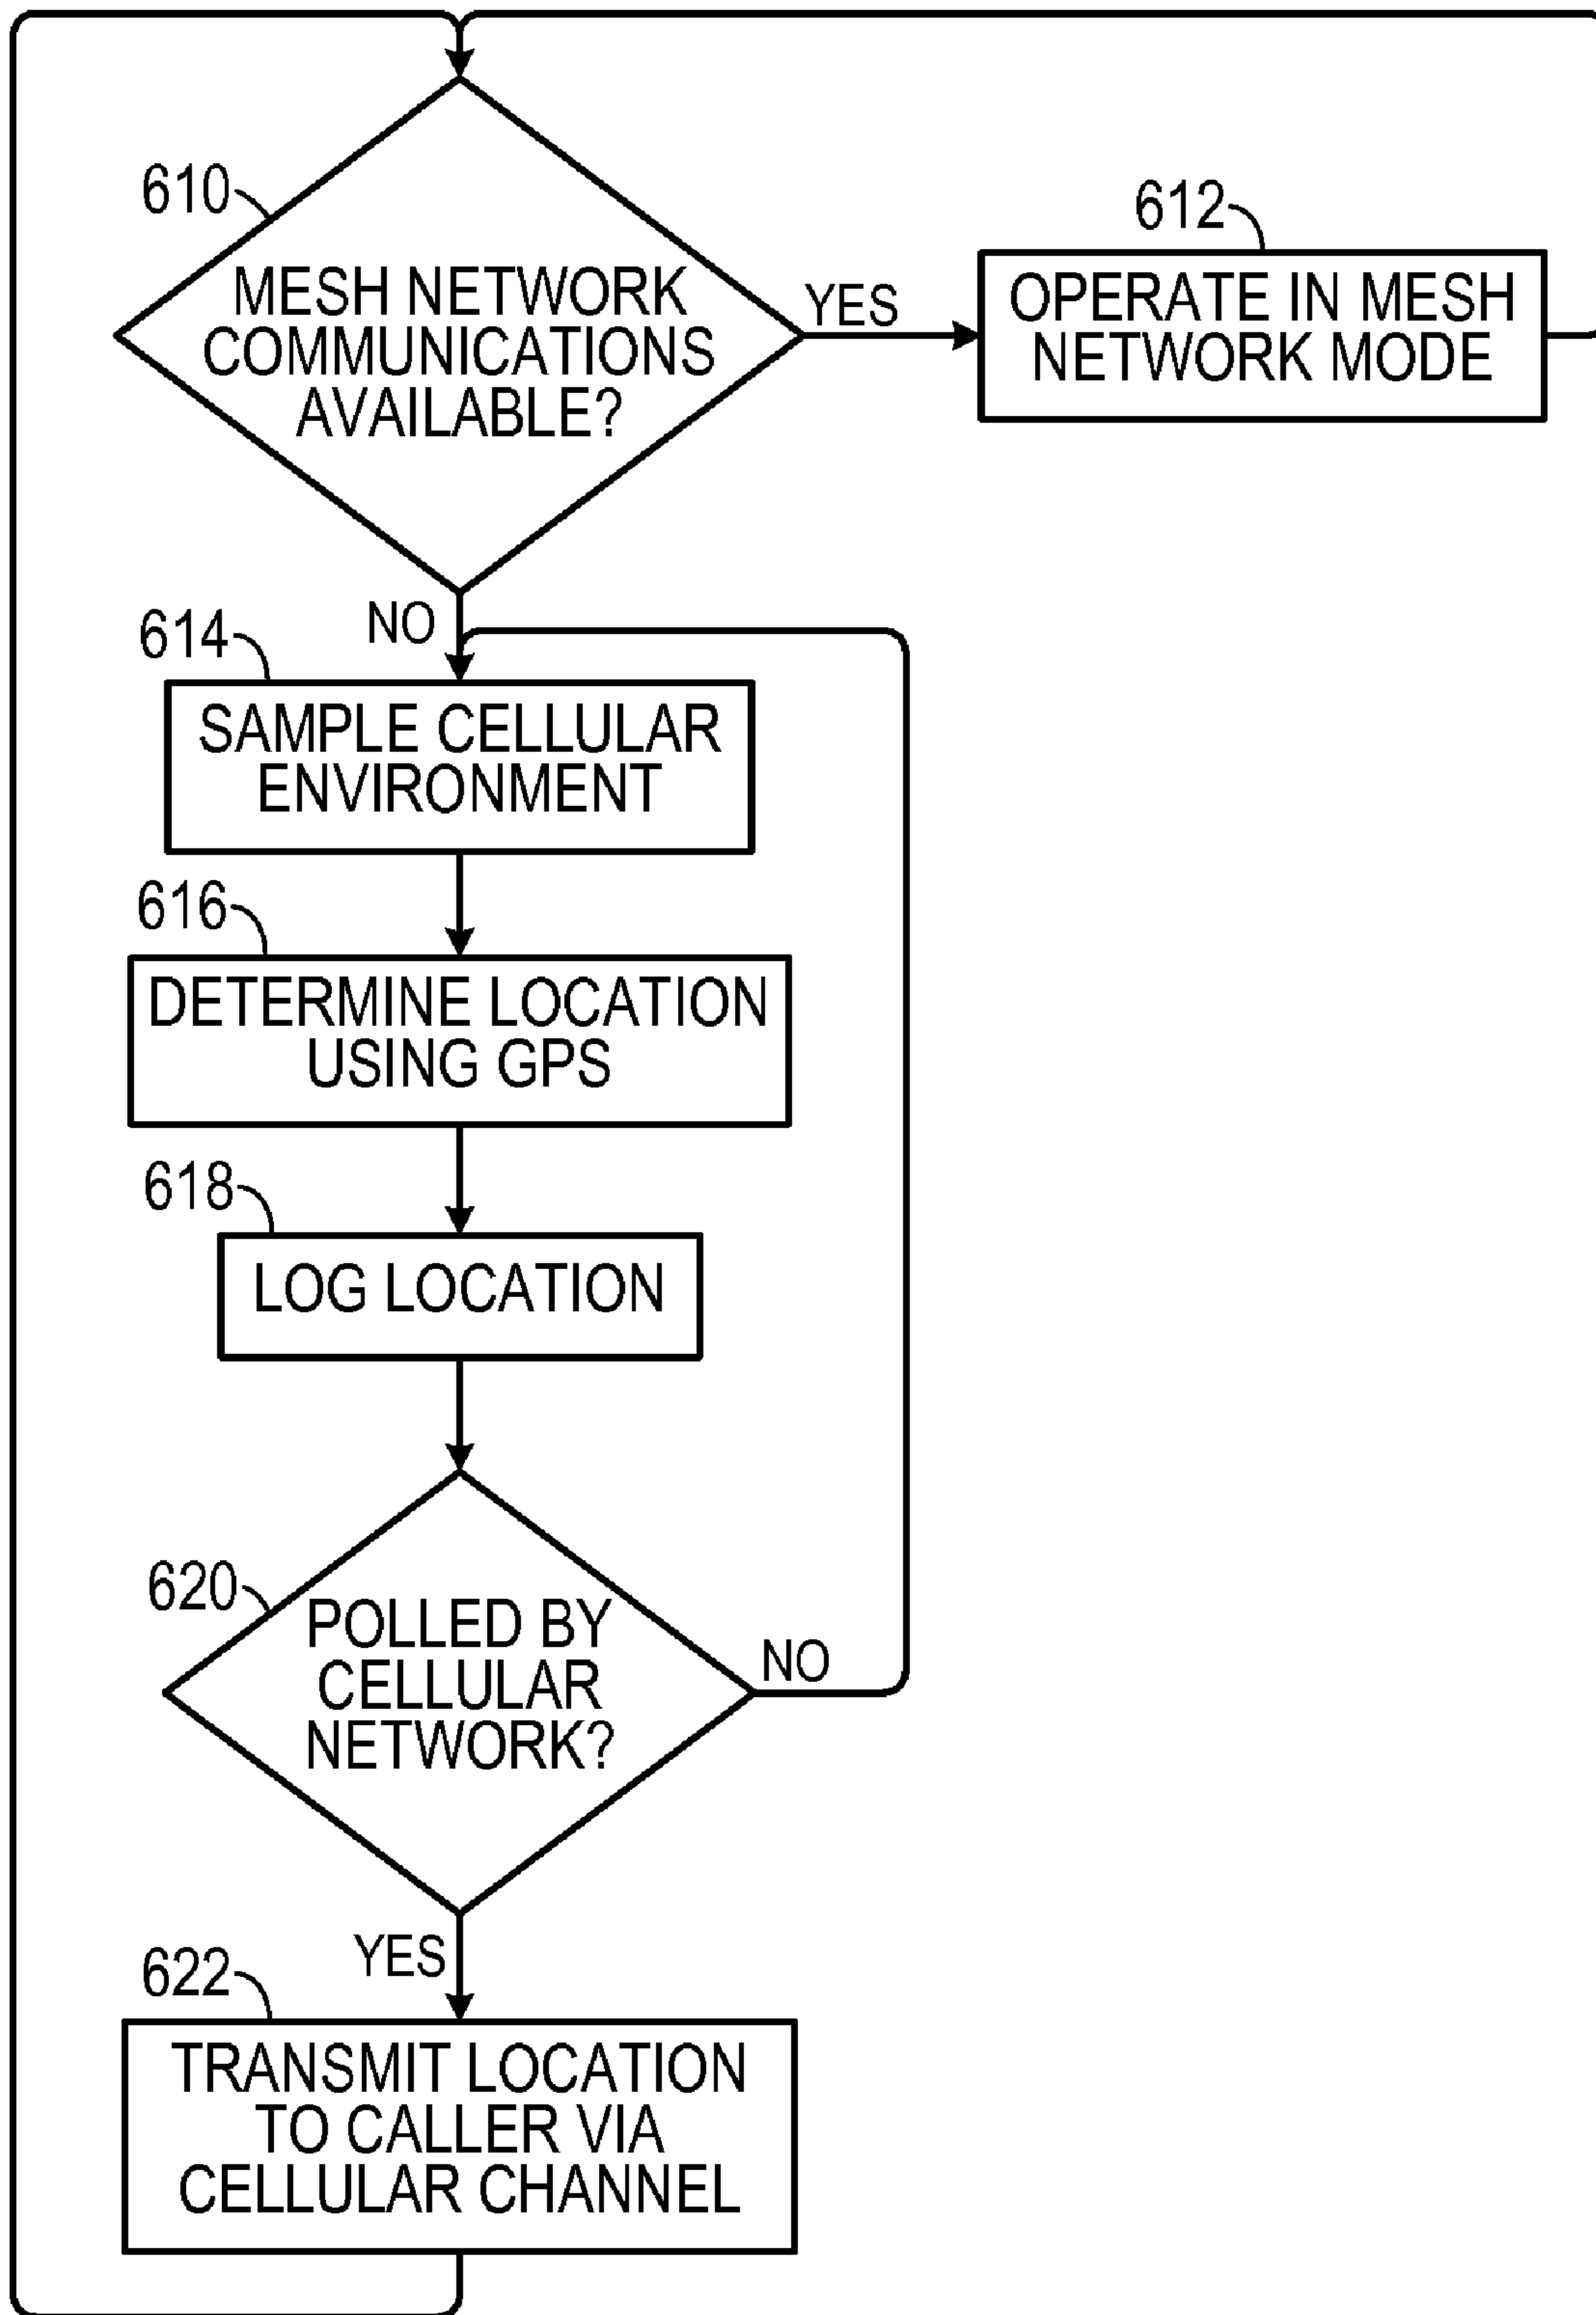 610
MESH NETWORK
COMMUNICATIONS
AVAILABLE?
YES
612
OPERATE IN MESH
NETWORK MODE
NO
614
SAMPLE CELLULAR
ENVIRONMENT
616
DETERMINE LOCATION
USING GPS
618
LOG LOCATION
620
POLLED BY
CELLULAR
NETWORK?
NO
YES
622
TRANSMIT LOCATION
TO CALLER VIA
CELLULAR CHANNEL